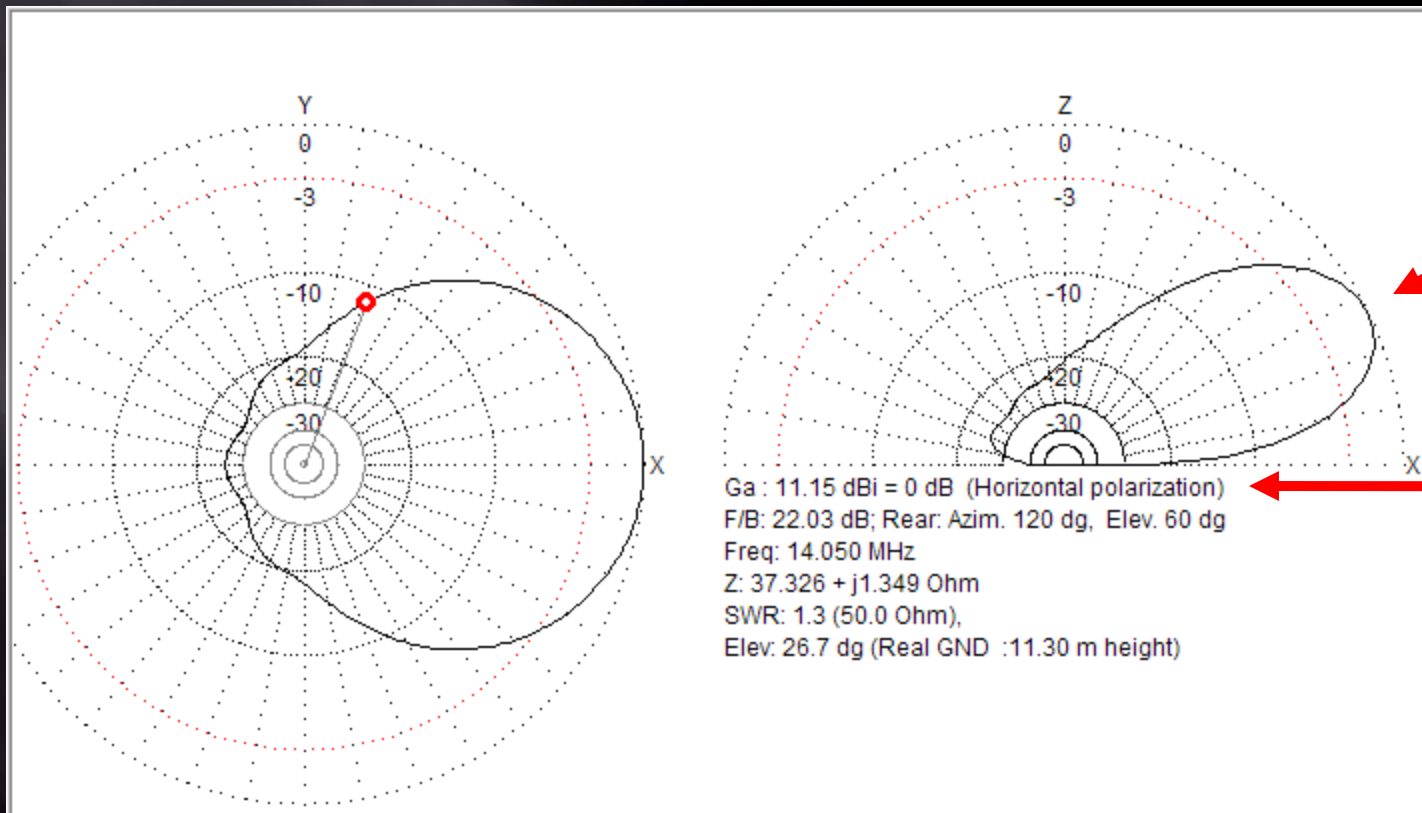 Y
0
-3
-10
-20
-30
X
Z
0
-3
-10
-20
-30
X
Ga : 11.15 dBi = 0 dB (Horizontal polarization)
F/B: 22.03 dB; Rear: Azim. 120 dg, Elev. 60 dg
Freq: 14.050 MHz
Z: 37.326 + j1.349 Ohm
SWR: 1.3 (50.0 Ohm),
Elev: 26.7 dg (Real GND :11.30 m height)